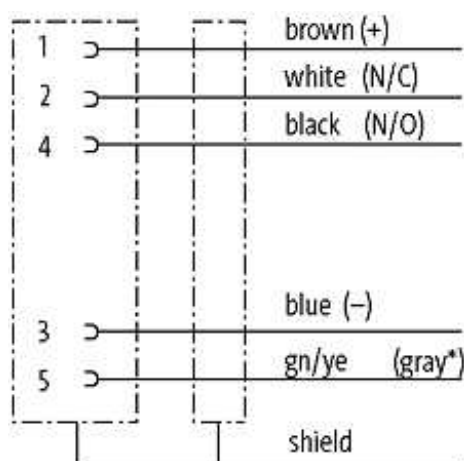 1 brown (+)
2 white (N/C)
4 black (N/O)
3 blue (–)
5 gn/ye (gray*)
shield